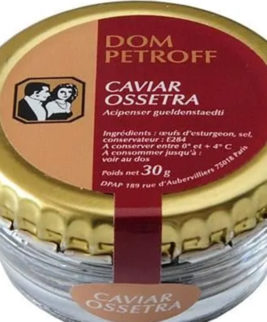 DOM
PETROFF
CAVIAR
OSSETRA
Acipenser gueldenstaedti
Ingrédients : œufs d'esturgeon, sel,
conservateur : E284
A conserver entre 0° et + 4° C
A consommer jusqu'à :
voir au dos
Poids net 30 g
DPAP 189 rue d'Aubervilliers 75018 Paris
CAVIAR
OSSETRA